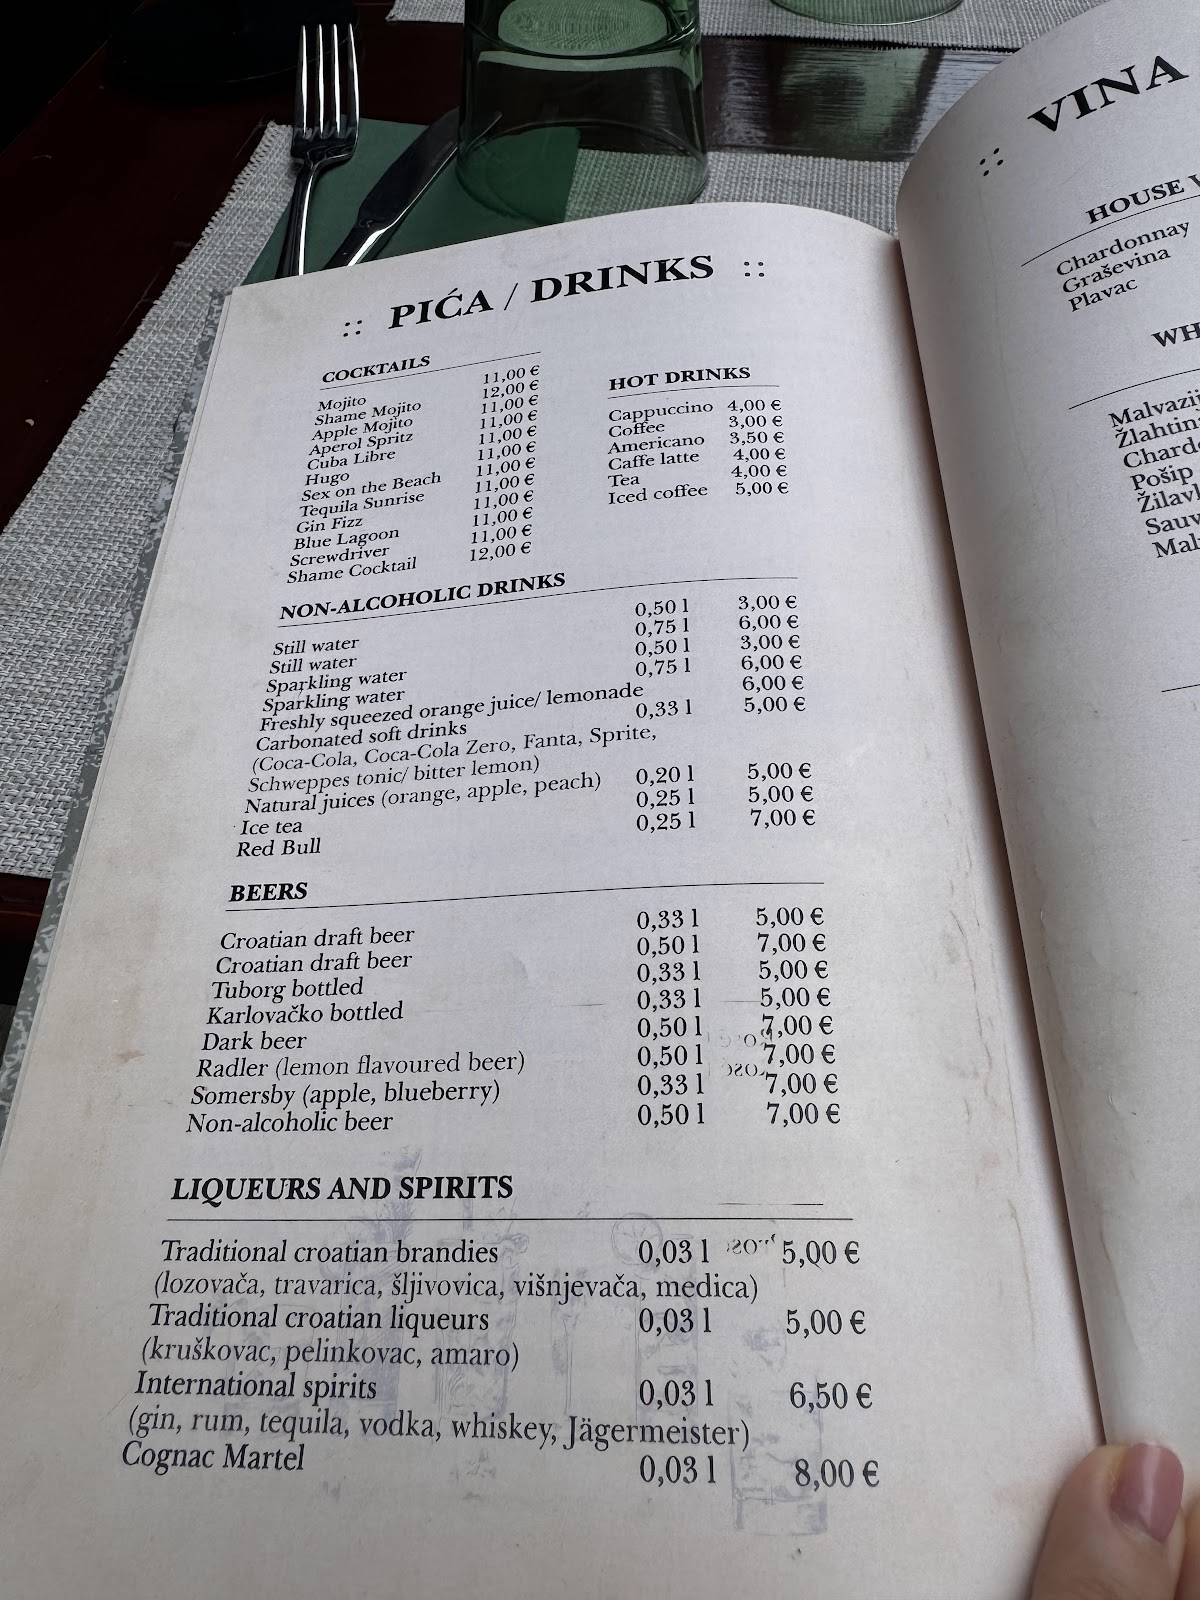 PIĆA / DRINKS
COCKTAILS
Mojito 11,00 €
Shame Mojito 12,00 €
Apple Mojito 11,00 €
Aperol Spritz 11,00 €
Cuba Libre 11,00 €
Hugo 11,00 €
Sex on the Beach 11,00 €
Tequila Sunrise 11,00 €
Gin Fizz 11,00 €
Blue Lagoon 11,00 €
Screwdriver 11,00 €
Shame Cocktail 12,00 €
HOT DRINKS
Cappuccino 4,00 €
Coffee 3,00 €
Americano 3,50 €
Caffe latte 4,00 €
Tea 4,00 €
Iced coffee 5,00 €
NON-ALCOHOLIC DRINKS
Still water 0,50 l 3,00 €
Still water 0,75 l 6,00 €
Sparkling water 0,50 l 3,00 €
Sparkling water 0,75 l 6,00 €
Freshly squeezed orange juice/ lemonade 6,00 €
Carbonated soft drinks 0,33 l 5,00 €
(Coca-Cola, Coca-Cola Zero, Fanta, Sprite,
Schweppes tonic/ bitter lemon)
Natural juices (orange, apple, peach) 0,20 l 5,00 €
Ice tea 0,25 l 5,00 €
Red Bull 0,25 l 7,00 €
BEERS
Croatian draft beer 0,33 l 5,00 €
Croatian draft beer 0,50 l 7,00 €
Tuborg bottled 0,33 l 5,00 €
Karlovačko bottled 0,33 l 5,00 €
Dark beer 0,50 l 7,00 €
Radler (lemon flavoured beer) 0,50 l 7,00 €
Somersby (apple, blueberry) 0,33 l 7,00 €
Non-alcoholic beer 0,50 l 7,00 €
LIQUEURS AND SPIRITS
Traditional croatian brandies 0,03 l 5,00 €
(lozovača, travarica, šljivovica, višnjevača, medica)
Traditional croatian liqueurs 0,03 l 5,00 €
(kruškovac, pelinkovac, amaro)
International spirits 0,03 l 6,50 €
(gin, rum, tequila, vodka, whiskey, Jägermeister)
Cognac Martel 0,03 l 8,00 €
VINA
HOUSE
Chardonnay
Graševina
Plavac
WH
Malvazij
Žlahtina
Chard
Pošip
Žilavk
Sauv
Mal